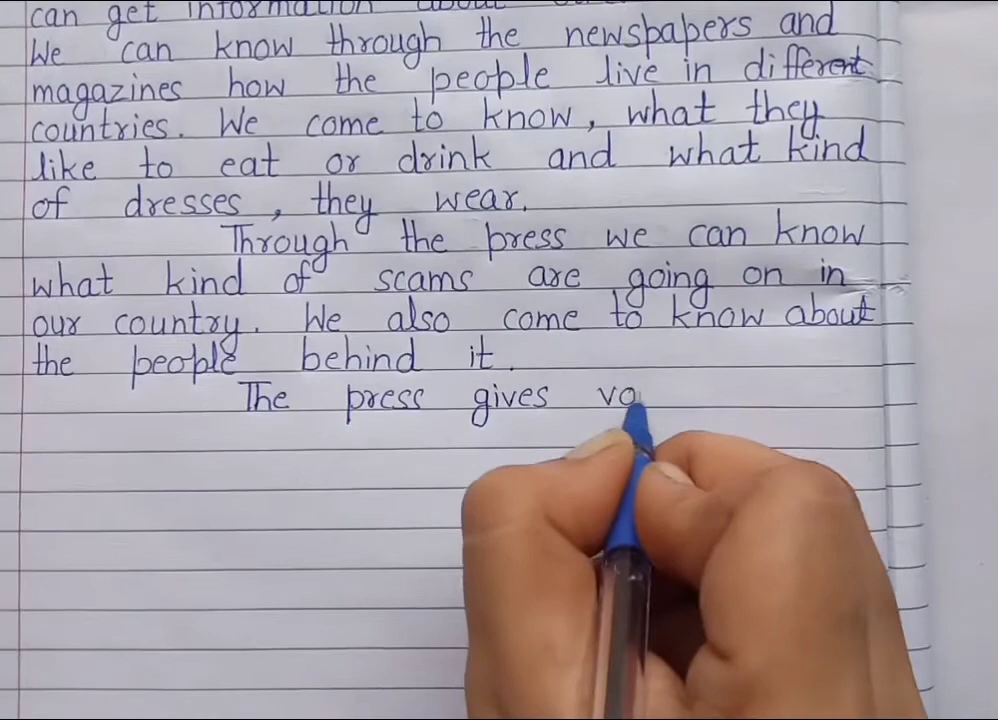 can get information about
We can know through the newspapers and
magazines how the people live in different
countries. We come to know, what they
like to eat or drink and what kind
of dresses, they wear.
Through the press we can know
what kind of scams are going on in
our country. We also come to know about
the people behind it.
The press gives vo